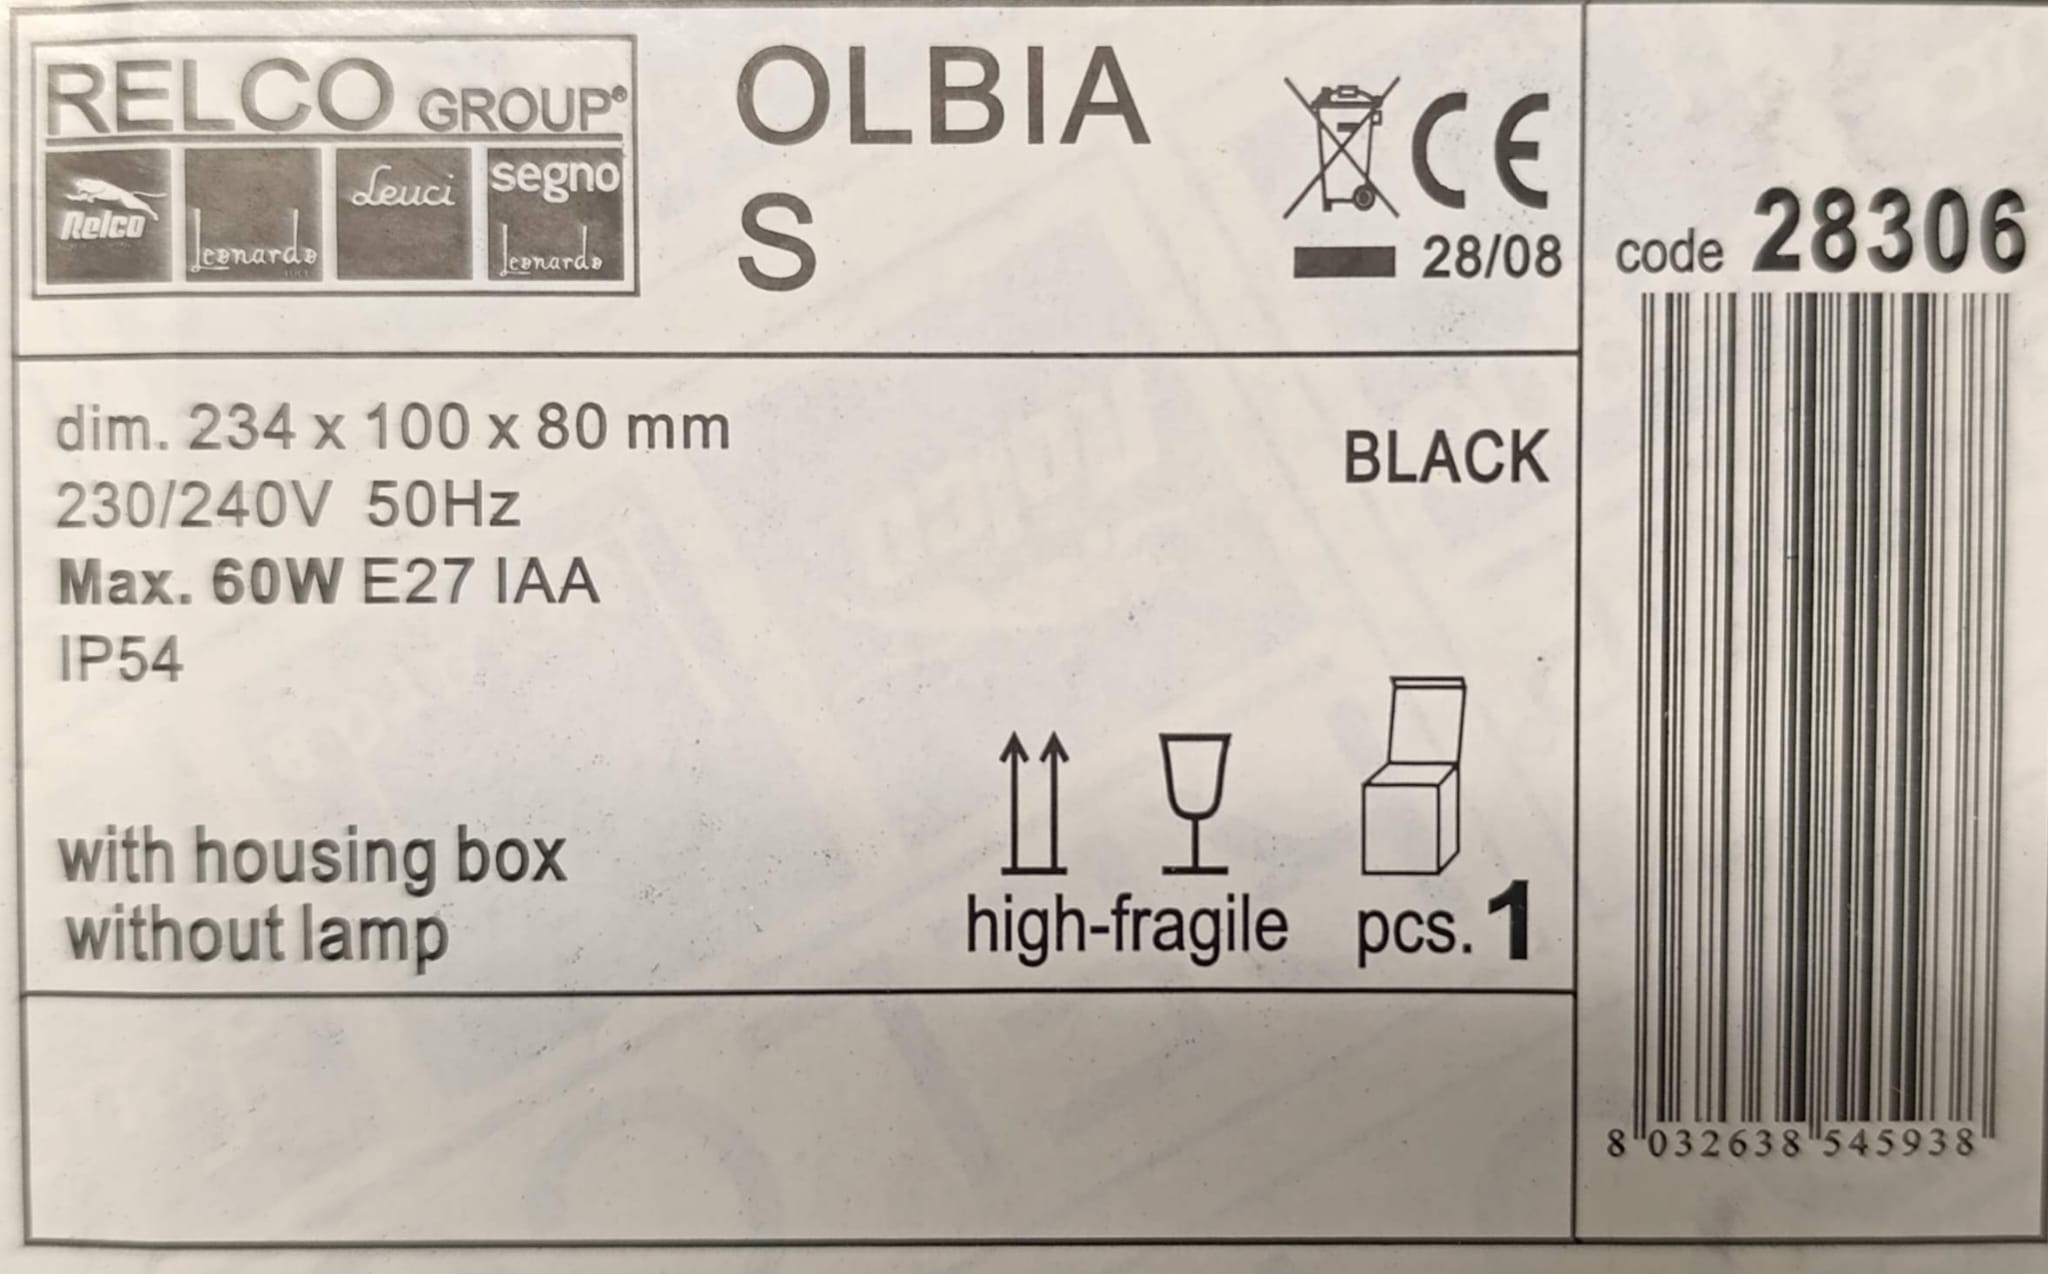 RELCO GROUP®
Relco
Leonardo
Leuci
segno
Leonardo
OLBIA
S
CE
28/08
code 28306
dim. 234 x 100 x 80 mm
230/240V 50Hz
Max. 60W E27 IAA
IP54
BLACK
with housing box
without lamp
high-fragile
pcs. 1
8 032638 545938